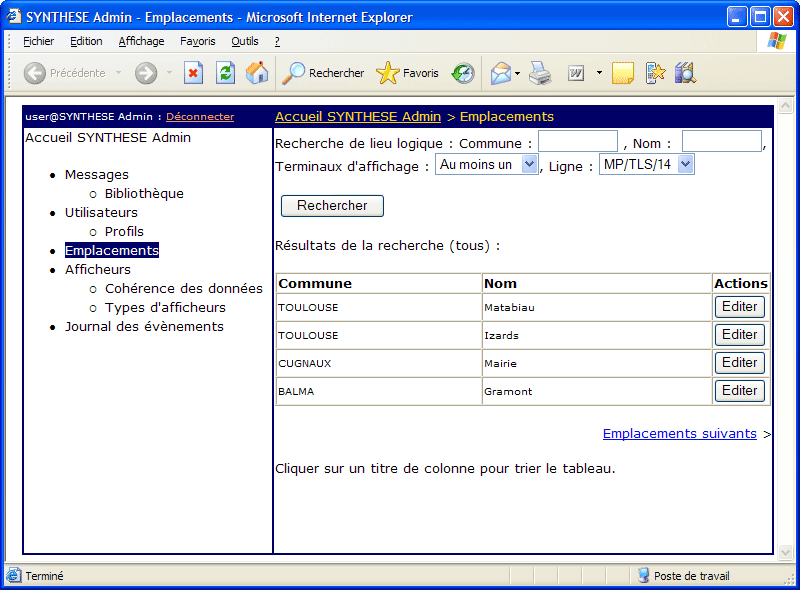 SYNTHESE Admin - Emplacements - Microsoft Internet Explorer
Fichier Edition Affichage Favoris Outils ?
Précédente Rechercher Favoris W
user@SYNTHESE Admin : Déconnecter
Accueil SYNTHESE Admin > Emplacements
Accueil SYNTHESE Admin
Messages
Bibliothèque
Utilisateurs
Profils
Emplacements
Afficheurs
Cohérence des données
Types d'afficheurs
Journal des évènements
Recherche de lieu logique : Commune : , Nom : ,
Terminaux d'affichage : Au moins un , Ligne : MP/TLS/14
Rechercher
Résultats de la recherche (tous) :
Commune Nom Actions
TOULOUSE Matabiau Editer
TOULOUSE Izards Editer
CUGNAUX Mairie Editer
BALMA Gramont Editer
Emplacements suivants >
Cliquer sur un titre de colonne pour trier le tableau.
Terminé Poste de travail